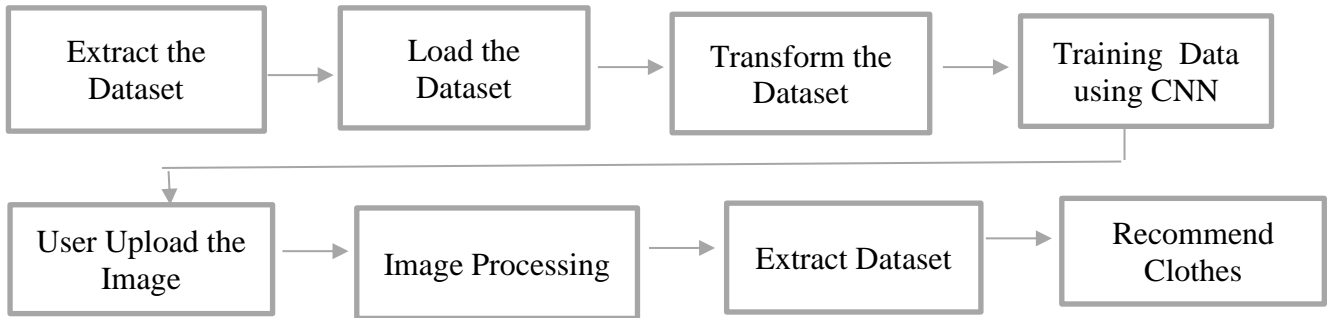 Extract the
Dataset
Load the
Dataset
Transform the
Dataset
Training Data
using CNN
User Upload the
Image
Image Processing
Extract Dataset
Recommend
Clothes